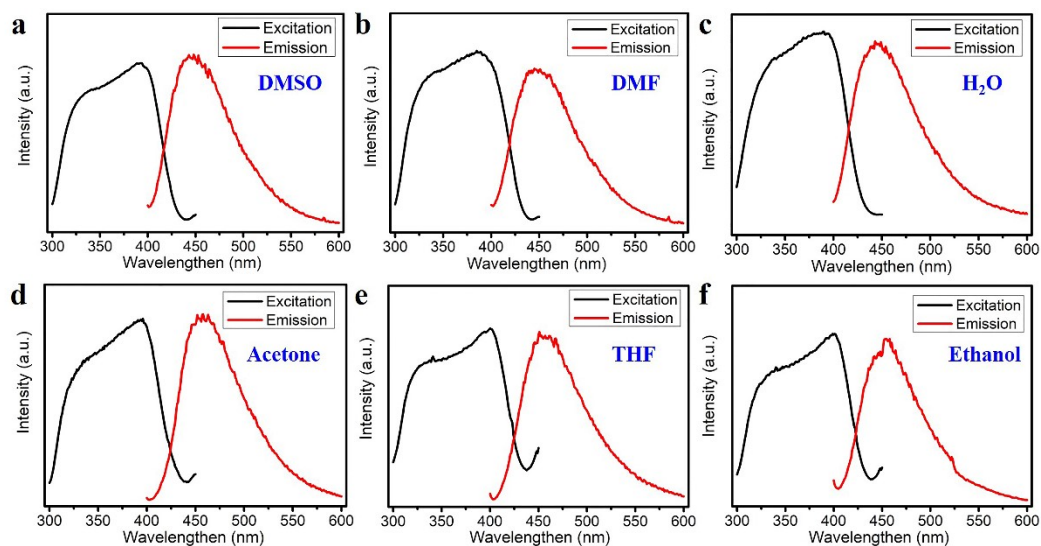 a
Excitation
Emission
DMSO
Intensity (a.u.)
300 350 400 450 500 550 600
Wavelengthen (nm)
b
Excitation
Emission
DMF
Intensity (a.u.)
300 350 400 450 500 550 600
Wavelengthen (nm)
c
Excitation
Emission
H₂O
Intensity (a.u.)
300 350 400 450 500 550 600
Wavelengthen (nm)
d
Excitation
Emission
Acetone
Intensity (a.u.)
300 350 400 450 500 550 600
Wavelengthen (nm)
e
Excitation
Emission
THF
Intensity (a.u.)
300 350 400 450 500 550 600
Wavelengthen (nm)
f
Excitation
Emission
Ethanol
Intensity (a.u.)
300 350 400 450 500 550 600
Wavelengthen (nm)